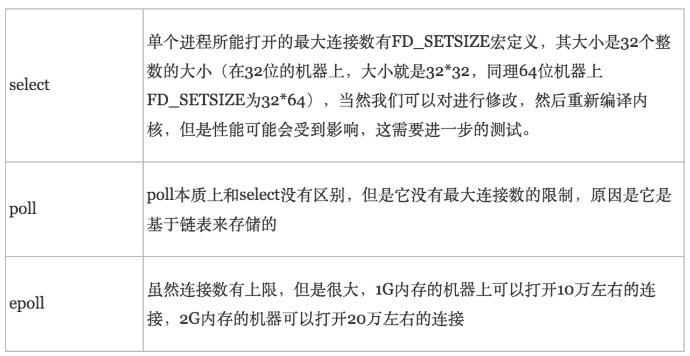 select
单个进程所能打开的最大连接数有FD_SETSIZE宏定义，其大小是32个整
数的大小（在32位的机器上，大小就是32*32，同理64位机器上
FD_SETSIZE为32*64），当然我们可以对进行修改，然后重新编译内
核，但是性能可能会受到影响，这需要进一步的测试。
poll
poll本质上和select没有区别，但是它没有最大连接数的限制，原因是它是
基于链表来存储的
epoll
虽然连接数有上限，但是很大，1G内存的机器上可以打开10万左右的连
接，2G内存的机器可以打开20万左右的连接